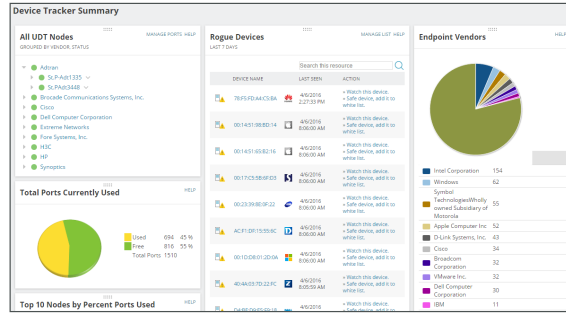 Device Tracker Summary
All UDT Nodes
MANAGE PORTS HELP
GROUPED BY VENDOR, STATUS
Adtran
St.P-Adt1335
St.PAdt3448
Brocade Communications Systems, Inc.
Cisco
Dell Computer Corporation
Extreme Networks
Fore Systems, Inc.
H3C
HP
Synoptics
Total Ports Currently Used
HELP
Used 694 45 %
Free 816 55 %
Total Ports: 1510
Top 10 Nodes by Percent Ports Used
HELP
Rogue Devices
MANAGE LIST HELP
LAST 7 DAYS
Search this resource
DEVICE NAME LAST SEEN ACTION
78:F5:FD:A4:C5:BA 4/6/2016 2:27:33 PM » Watch this device.
» Safe device, add it to
white list.
00:14:51:98:BD:14 4/6/2016 8:06:00 AM » Watch this device.
» Safe device, add it to
white list.
00:14:51:65:B2:16 4/6/2016 8:06:00 AM » Watch this device.
» Safe device, add it to
white list.
00:17:C5:5B:6F:D3 4/6/2016 8:06:00 AM » Watch this device.
» Safe device, add it to
white list.
00:23:39:8E:0F:22 4/6/2016 8:06:00 AM » Watch this device.
» Safe device, add it to
white list.
AC:F1:DF:15:55:6C 4/6/2016 8:06:00 AM » Watch this device.
» Safe device, add it to
white list.
00:1D:D8:01:2D:0A 4/6/2016 8:06:00 AM » Watch this device.
» Safe device, add it to
white list.
40:4A:03:7D:22:FC 4/6/2016 8:05:59 AM » Watch this device.
» Safe device, add it to
white list.
4/6/2016 » Watch this device.
» Safe device, add it to
Endpoint Vendors
HELP
Intel Corporation 154
Windows 62
Symbol
TechnologiesWholly
owned Subsidiary of
Motorola 55
Apple Computer Inc 52
D-Link Systems, Inc. 43
Cisco 34
Broadcom
Corporation 32
VMware Inc. 32
Dell Computer
Corporation 30
IBM 11